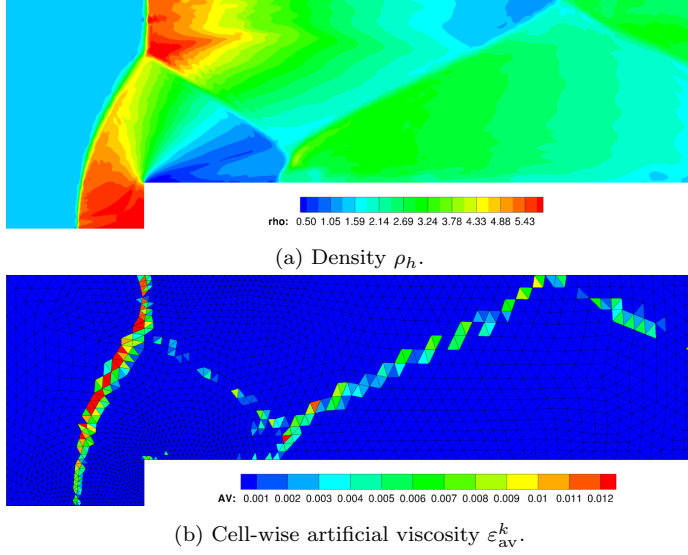 rho: 0.50 1.05 1.59 2.14 2.69 3.24 3.78 4.33 4.88 5.43
(a) Density ρ_h.
AV: 0.001 0.002 0.003 0.004 0.005 0.006 0.007 0.008 0.009 0.01 0.011 0.012
(b) Cell-wise artificial viscosity ε_av^k.